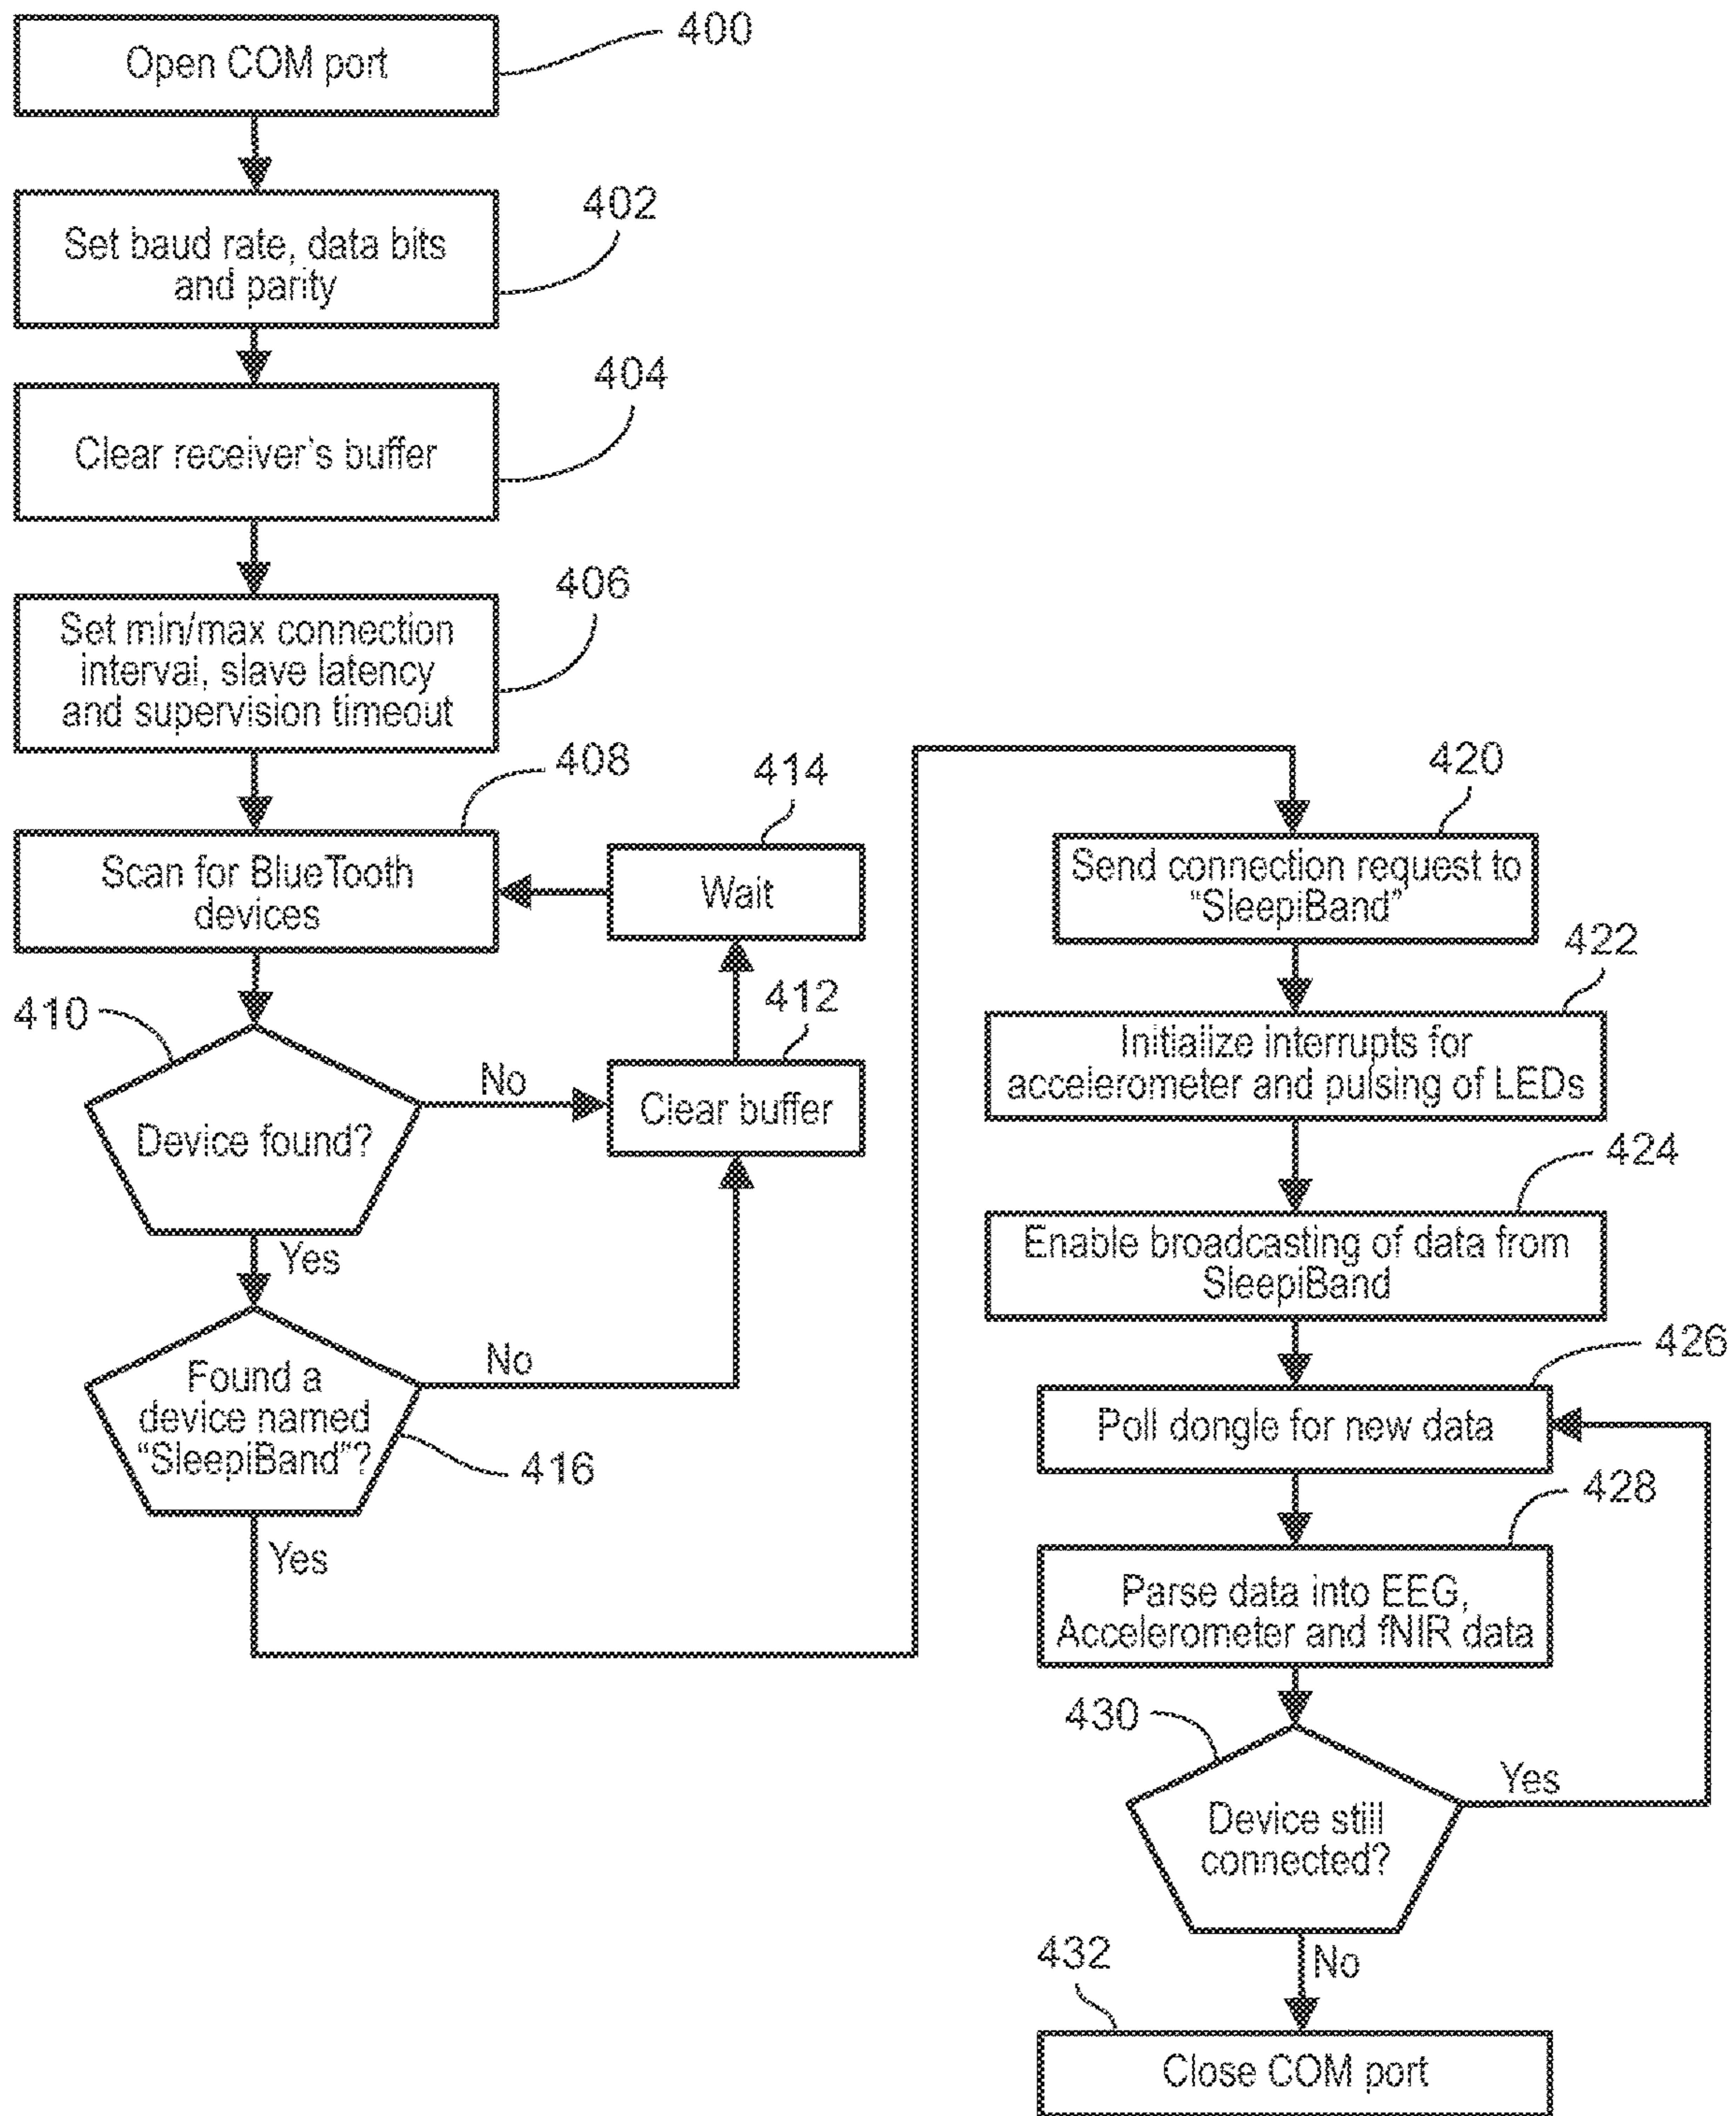 Open COM port
400
Set baud rate, data bits
and parity
402
Clear receiver's buffer
404
Set min/max connection
interval, slave latency
and supervision timeout
406
Scan for BlueTooth
devices
408
Wait
414
Clear buffer
412
410
Device found?
No
Yes
Found a
device named
“SleepiBand”?
416
No
Yes
Send connection request to
“SleepiBand”
420
Initialize interrupts for
accelerometer and pulsing of LEDs
422
Enable broadcasting of data from
SleepiBand
424
Poll dongle for new data
426
Parse data into EEG,
Accelerometer and fNIR data
428
430
Device still
connected?
Yes
No
432
Close COM port